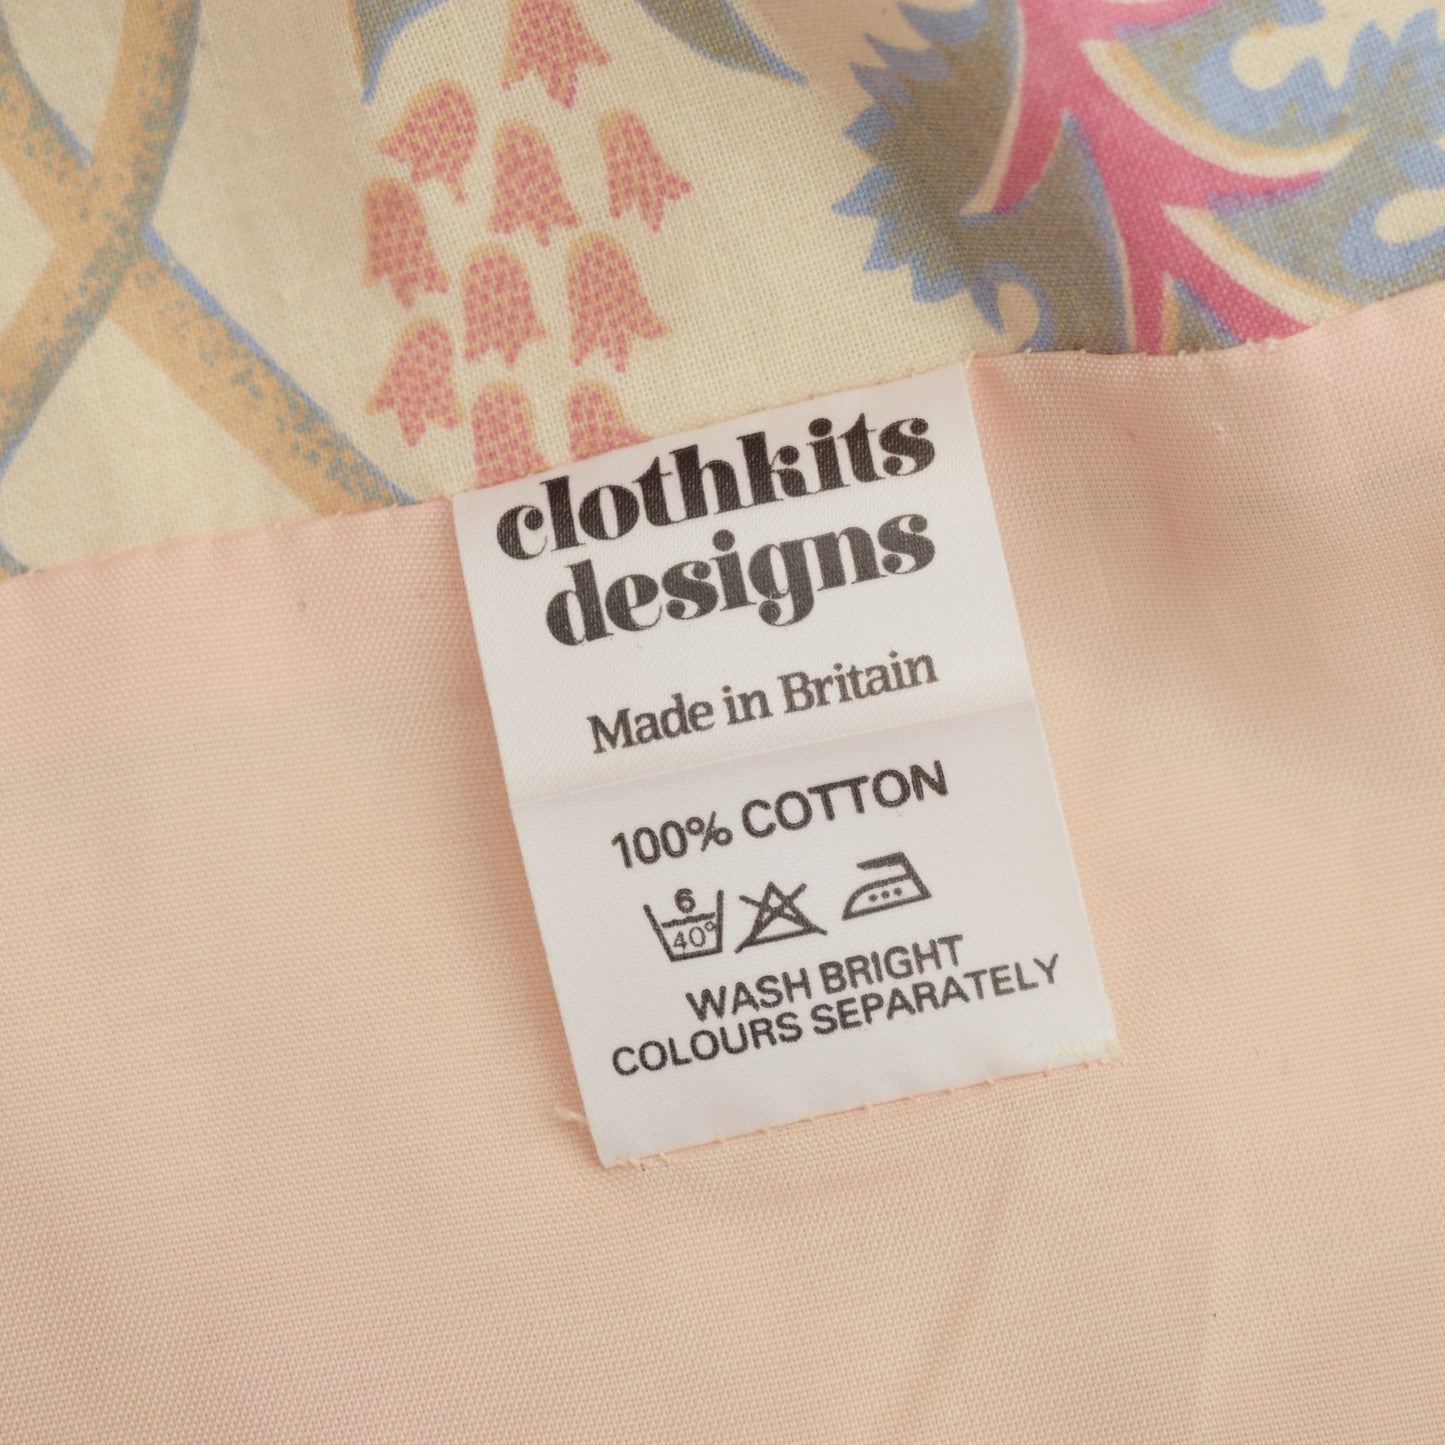 clothkits
designs
Made in Britain
100% COTTON
6
40°
WASH BRIGHT
COLOURS SEPARATELY